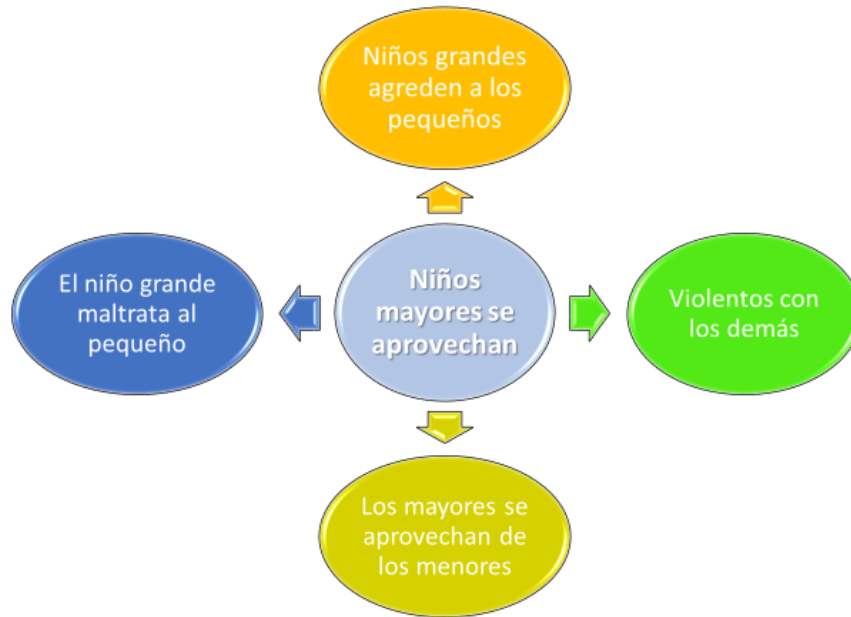 Niños grandes
agreden a los
pequeños
El niño grande
maltrata al
pequeño
Niños
mayores se
aprovechan
Violentos con
los demás
Los mayores se
aprovechan de
los menores